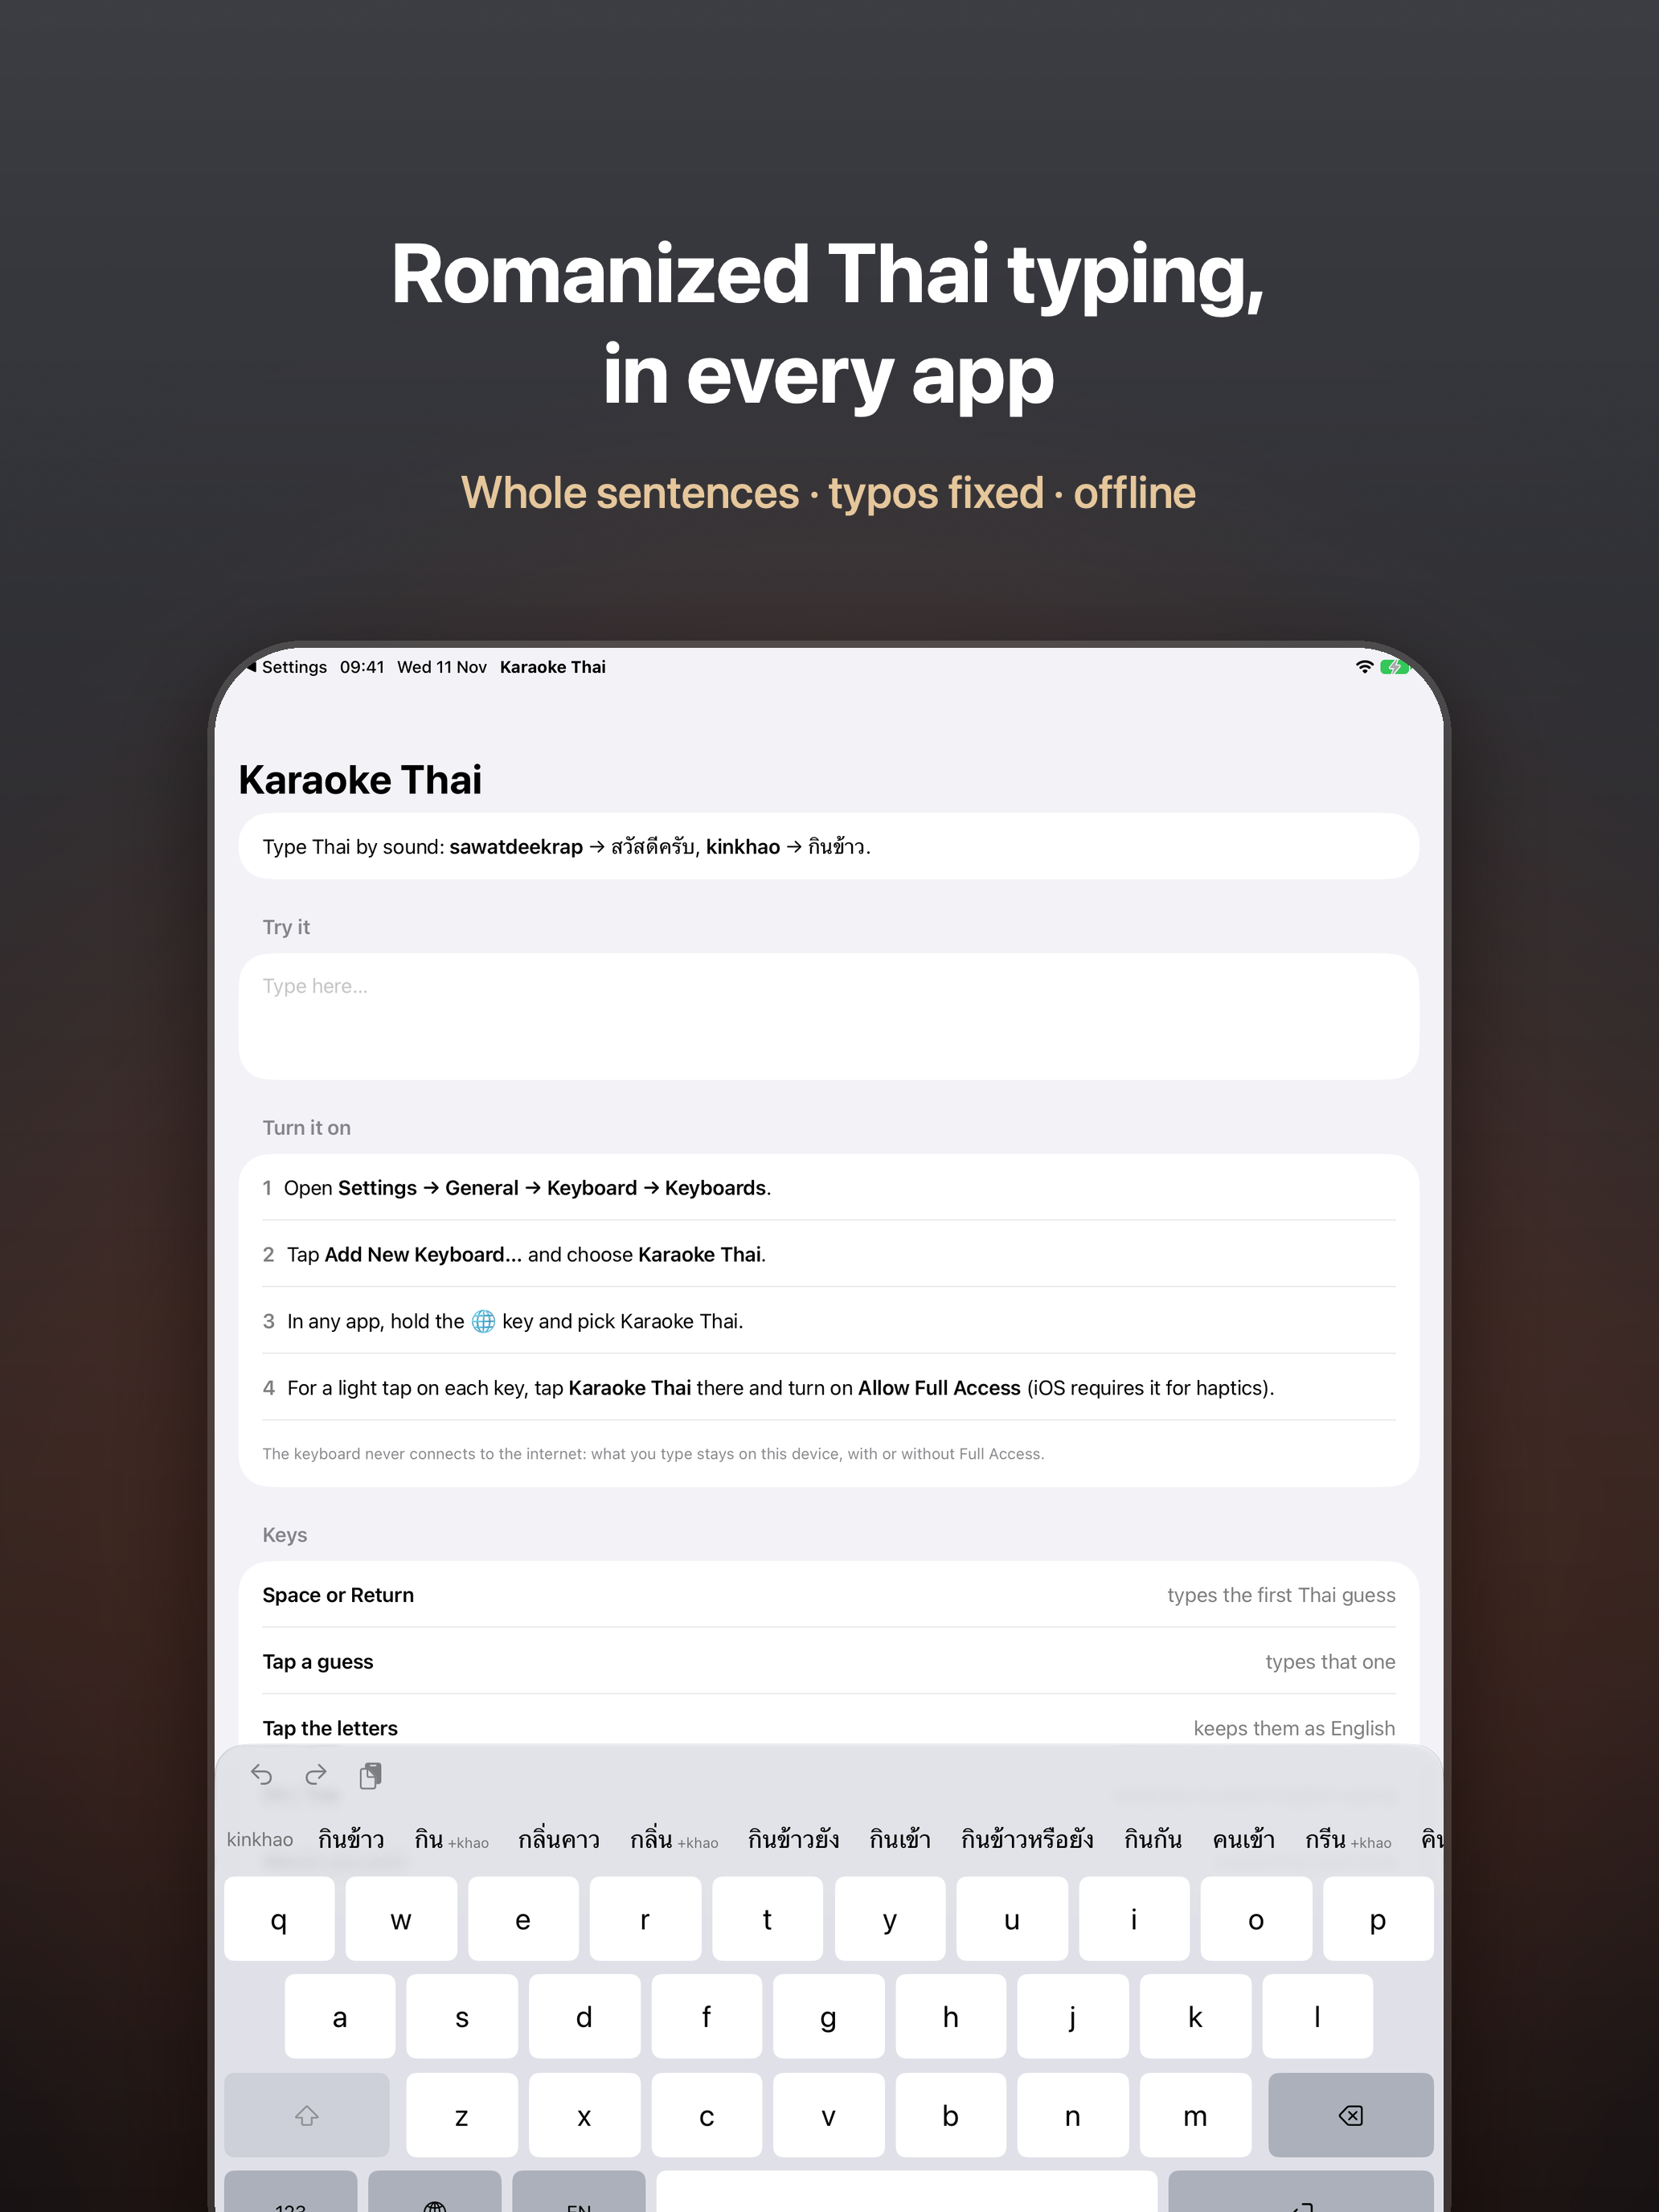 Romanized Thai typing,
in every app
Whole sentences · typos fixed · offline
Settings 09:41 Wed 11 Nov Karaoke Thai
Karaoke Thai
Type Thai by sound: sawatdeekrap → สวัสดีครับ, kinkhao → กินข้าว.
Try it
Type here...
Turn it on
1 Open Settings → General → Keyboard → Keyboards.
2 Tap Add New Keyboard... and choose Karaoke Thai.
3 In any app, hold the 🌐 key and pick Karaoke Thai.
4 For a light tap on each key, tap Karaoke Thai there and turn on Allow Full Access (iOS requires it for haptics).
The keyboard never connects to the internet: what you type stays on this device, with or without Full Access.
Keys
Space or Return types the first Thai guess
Tap a guess types that one
Tap the letters keeps them as English
kinkhao กินข้าว กิน +khao กลิ่นคาว กลิ่น +khao กินข้าวยัง กินเข้า กินข้าวหรือยัง กินกัน คนเข้า กรีน +khao
q w e r t y u i o p
a s d f g h j k l
z x c v b n m
123 EN